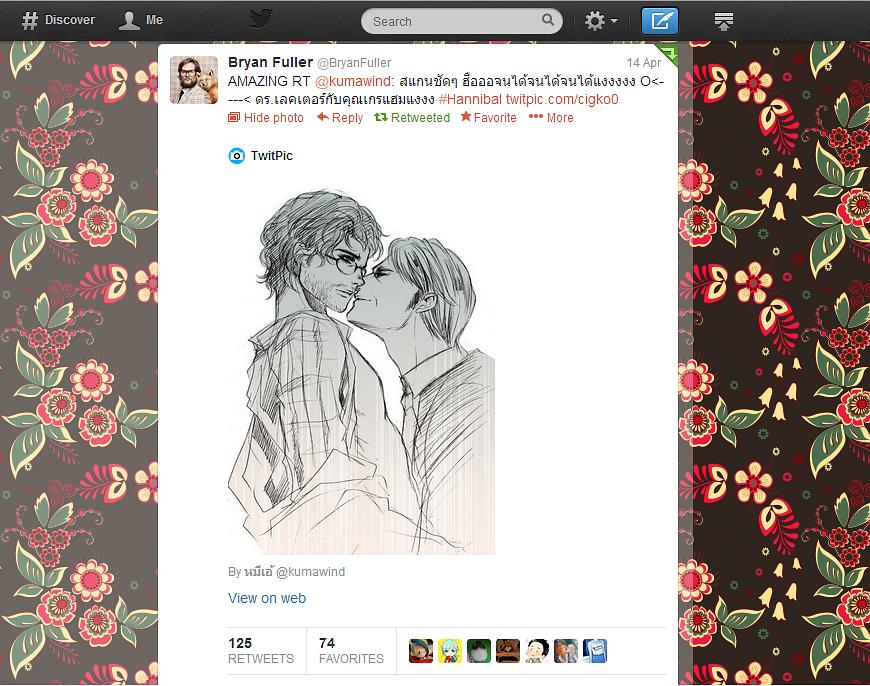 Discover
Me
Search
Bryan Fuller @BryanFuller
14 Apr
AMAZING RT @kumawind: สแกนชัดๆ ฮืออออจนได้จนได้จนได้แงงงงง O<-
---< ดร.เลคเตอร์กับคุณเกรแฮมแงงง #Hannibal twitpic.com/cigko0
Hide photo
Reply
Retweeted
Favorite
More
TwitPic
By หมีเอ้ @kumawind
View on web
125
RETWEETS
74
FAVORITES